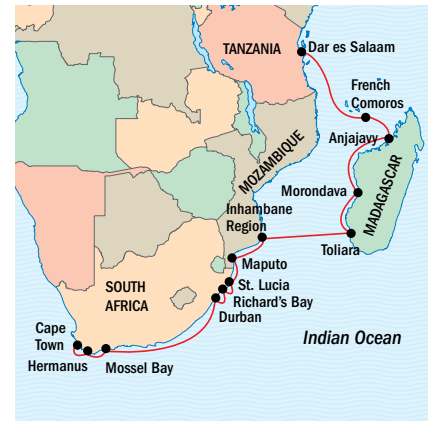 TANZANIA
Dar es Salaam
French
Comoros
Anjajavy
MOZAMBIQUE
MADAGASCAR
Morondava
Inhambane
Region
Toliara
Maputo
SOUTH
AFRICA
St. Lucia
Richard's Bay
Durban
Cape
Town
Hermanus
Mossel Bay
Indian Ocean